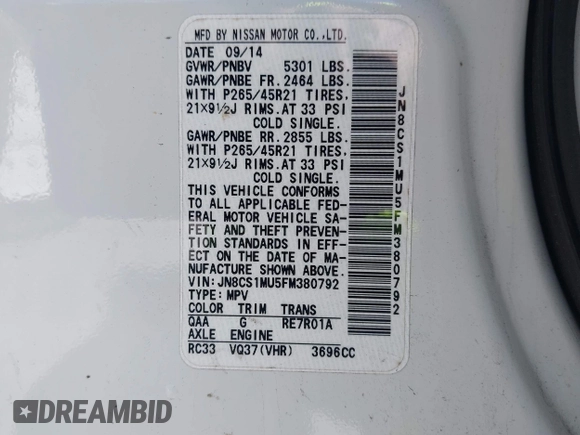 MFD BY NISSAN MOTOR CO.,LTD.
DATE 09/14
GVWR/PNBV 5301 LBS.
GAWR/PNBE FR. 2464 LBS.
WITH P265/45R21 TIRES.
21X9½J RIMS.AT 33 PSI
COLD SINGLE.
GAWR/PNBE RR. 2855 LBS.
WITH P265/45R21 TIRES.
21X9½J RIMS.AT 33 PSI
COLD SINGLE.
THIS VEHICLE CONFORMS
TO ALL APPLICABLE FED-
ERAL MOTOR VEHICLE SA-
FETY AND THEFT PREVEN-
TION STANDARDS IN EFF-
ECT ON THE DATE OF MA-
NUFACTURE SHOWN ABOVE.
VIN:JN8CS1MU5FM380792
TYPE:MPV
COLOR TRIM TRANS
QAA G RE7R01A
AXLE ENGINE
RC33 VQ37(VHR) 3696CC
JN8CS1MU5FM380792
DREAMBID